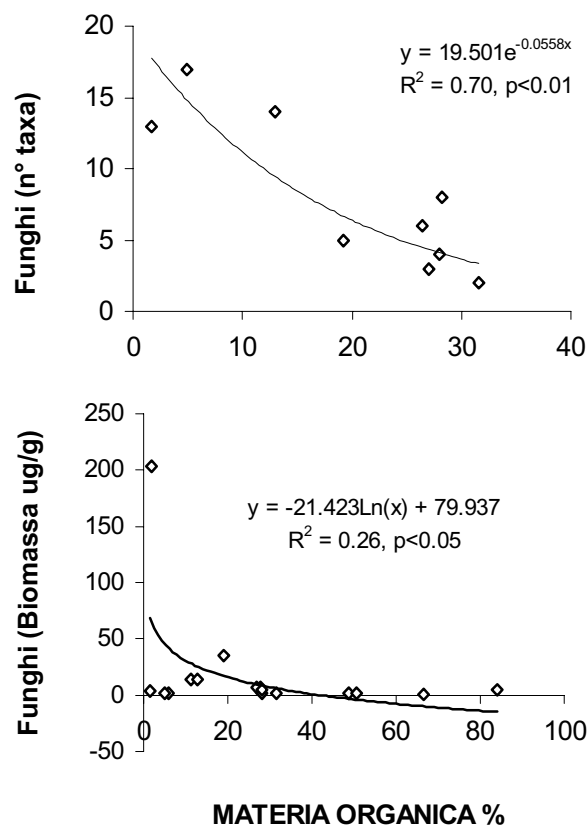 Funghi (n° taxa)
20
15
10
5
0
y = 19.501e^-0.0558x
R² = 0.70, p<0.01
0 10 20 30 40
Funghi (Biomassa ug/g)
250
200
150
100
50
0
-50
y = -21.423Ln(x) + 79.937
R² = 0.26, p<0.05
0 20 40 60 80 100
MATERIA ORGANICA %